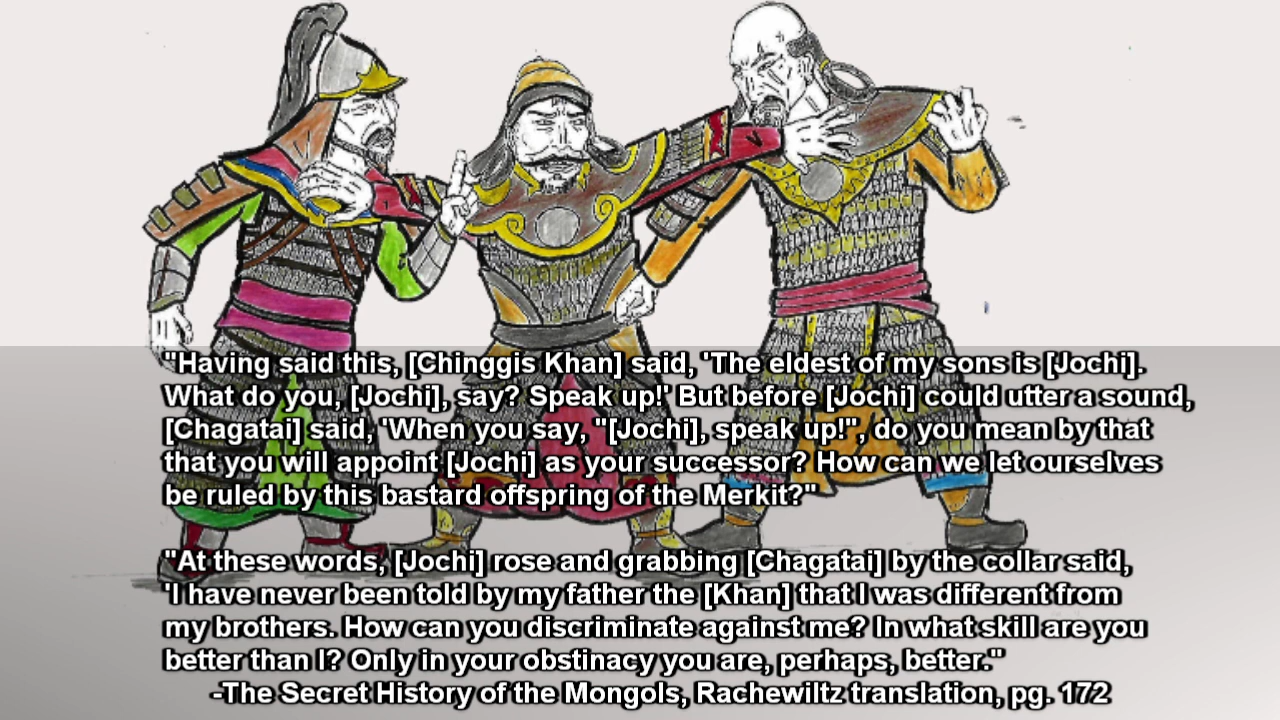 "Having said this, [Chinggis Khan] said, 'The eldest of my sons is [Jochi].
What do you, [Jochi], say? Speak up!' But before [Jochi] could utter a sound,
[Chagatai] said, 'When you say, "[Jochi], speak up!", do you mean by that
that you will appoint [Jochi] as your successor? How can we let ourselves
be ruled by this bastard offspring of the Merkit?"
"At these words, [Jochi] rose and grabbing [Chagatai] by the collar said,
'I have never been told by my father the [Khan] that I was different from
my brothers. How can you discriminate against me? In what skill are you
better than I? Only in your obstinacy you are, perhaps, better."
-The Secret History of the Mongols, Rachewiltz translation, pg. 172